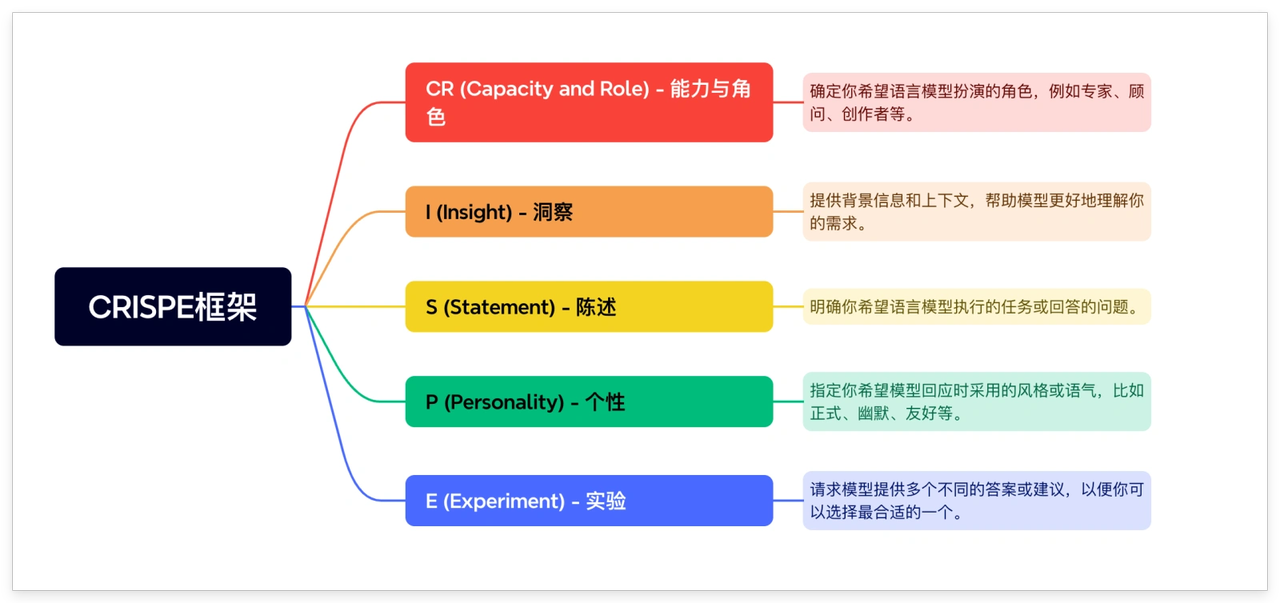 CRISPE框架
CR (Capacity and Role) - 能力与角
色
确定你希望语言模型扮演的角色，例如专家、顾
问、创作者等。
I (Insight) - 洞察
提供背景信息和上下文，帮助模型更好地理解你
的需求。
S (Statement) - 陈述
明确你希望语言模型执行的任务或回答的问题。
P (Personality) - 个性
指定你希望模型回应时采用的风格或语气，比如
正式、幽默、友好等。
E (Experiment) - 实验
请求模型提供多个不同的答案或建议，以便你可
以选择最合适的一个。